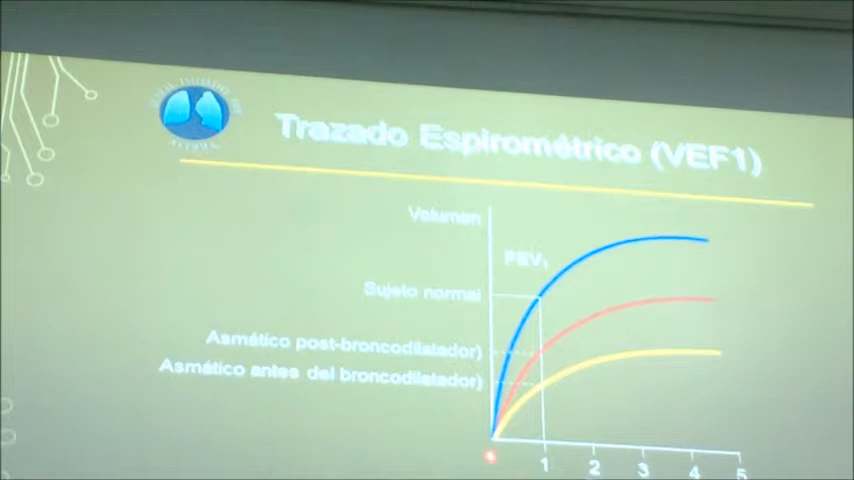 Trazado Espirométrico (VEF1)
Volumen
FEV1
Sujeto normal
Asmático post-broncodilatador)
Asmático antes del broncodilatador)
1 2 3 4 5